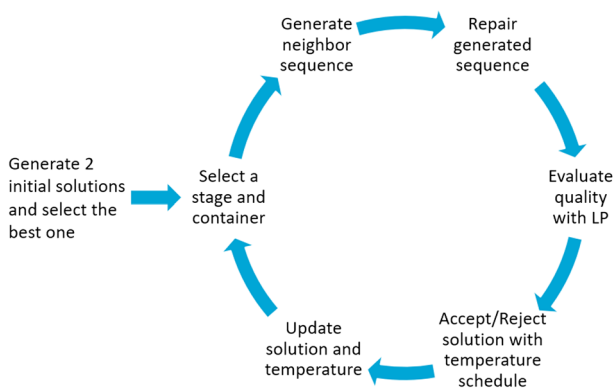 Generate 2
initial solutions
and select the
best one
Select a
stage and
container
Generate
neighbor
sequence
Repair
generated
sequence
Evaluate
quality
with LP
Accept/Reject
solution with
temperature
schedule
Update
solution and
temperature